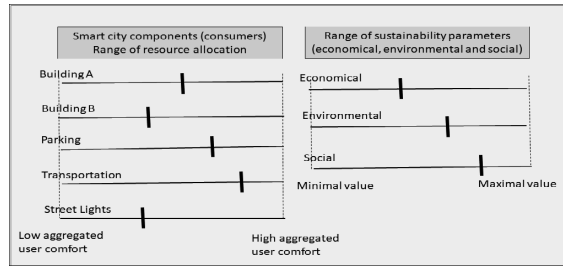 Smart city components (consumers)
Range of resource allocation
Building A
Building B
Parking
Transportation
Street Lights
Low aggregated
user comfort
High aggregated
user comfort
Range of sustainability parameters
(economical, environmental and social)
Economical
Environmental
Social
Minimal value
Maximal value